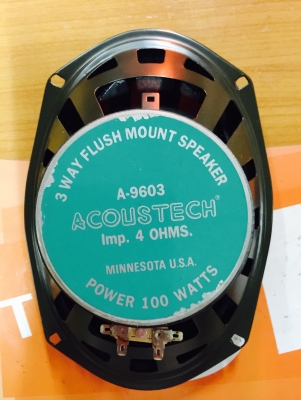 3 WAY FLUSH MOUNT SPEAKER
A-9603
ACOUSTECH®
Imp. 4 OHMS.
MINNESOTA U.S.A.
POWER 100 WATTS
T